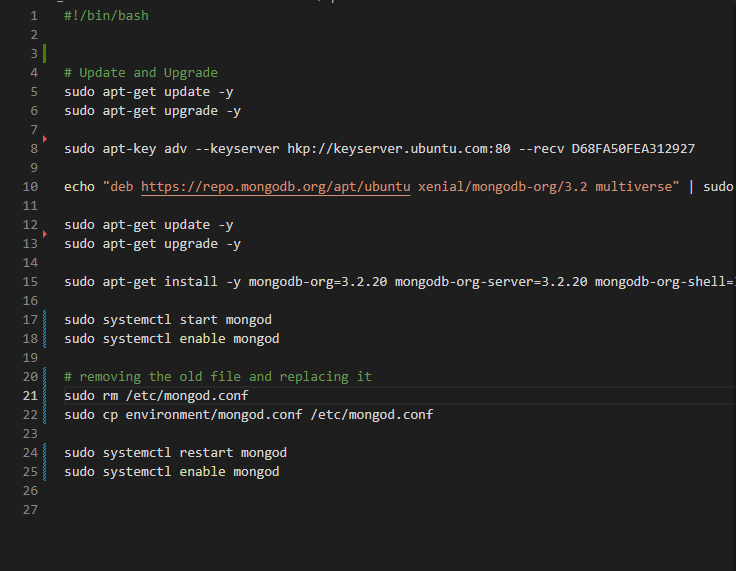 1 #!/bin/bash
2
3
4 # Update and Upgrade
5 sudo apt-get update -y
6 sudo apt-get upgrade -y
7
8 sudo apt-key adv --keyserver hkp://keyserver.ubuntu.com:80 --recv D68FA50FEA312927
9
10 echo "deb https://repo.mongodb.org/apt/ubuntu xenial/mongodb-org/3.2 multiverse" | sudo
11
12 sudo apt-get update -y
13 sudo apt-get upgrade -y
14
15 sudo apt-get install -y mongodb-org=3.2.20 mongodb-org-server=3.2.20 mongodb-org-shell=
16
17 sudo systemctl start mongod
18 sudo systemctl enable mongod
19
20 # removing the old file and replacing it
21 sudo rm /etc/mongod.conf
22 sudo cp environment/mongod.conf /etc/mongod.conf
23
24 sudo systemctl restart mongod
25 sudo systemctl enable mongod
26
27